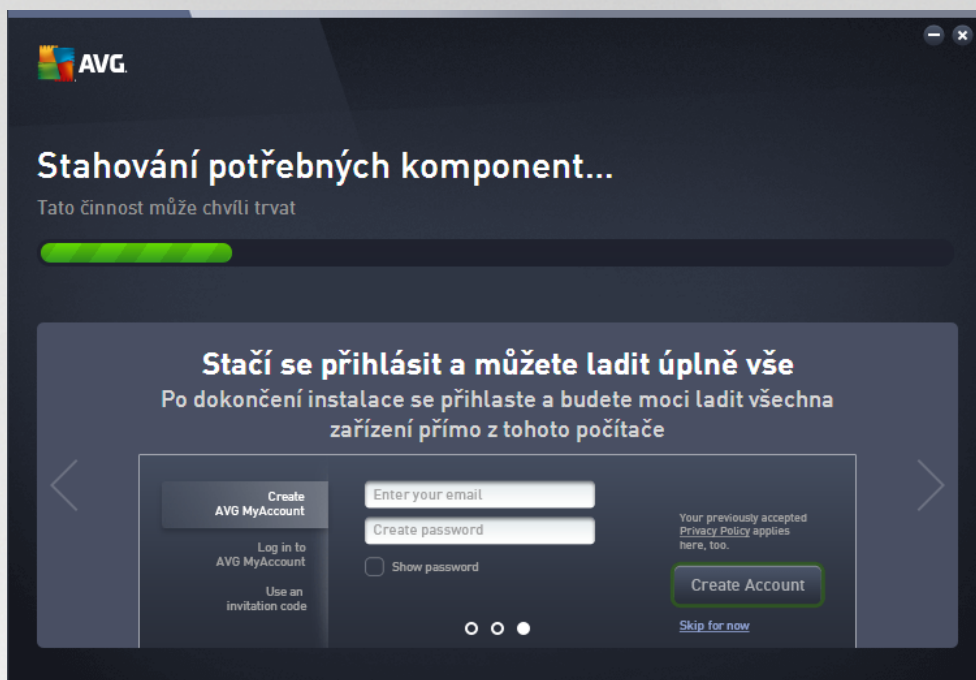 AVG
Stahování potřebných komponent...
Tato činnost může chvíli trvat
Stačí se přihlásit a můžete ladit úplně vše
Po dokončení instalace se přihlaste a budete moci ladit všechna
zařízení přímo z tohoto počítače
Create
AVG MyAccount
Log in to
AVG MyAccount
Use an
invitation code
Enter your email
Create password
Show password
Your previously accepted
Privacy Policy applies
here, too.
Create Account
Skip for now